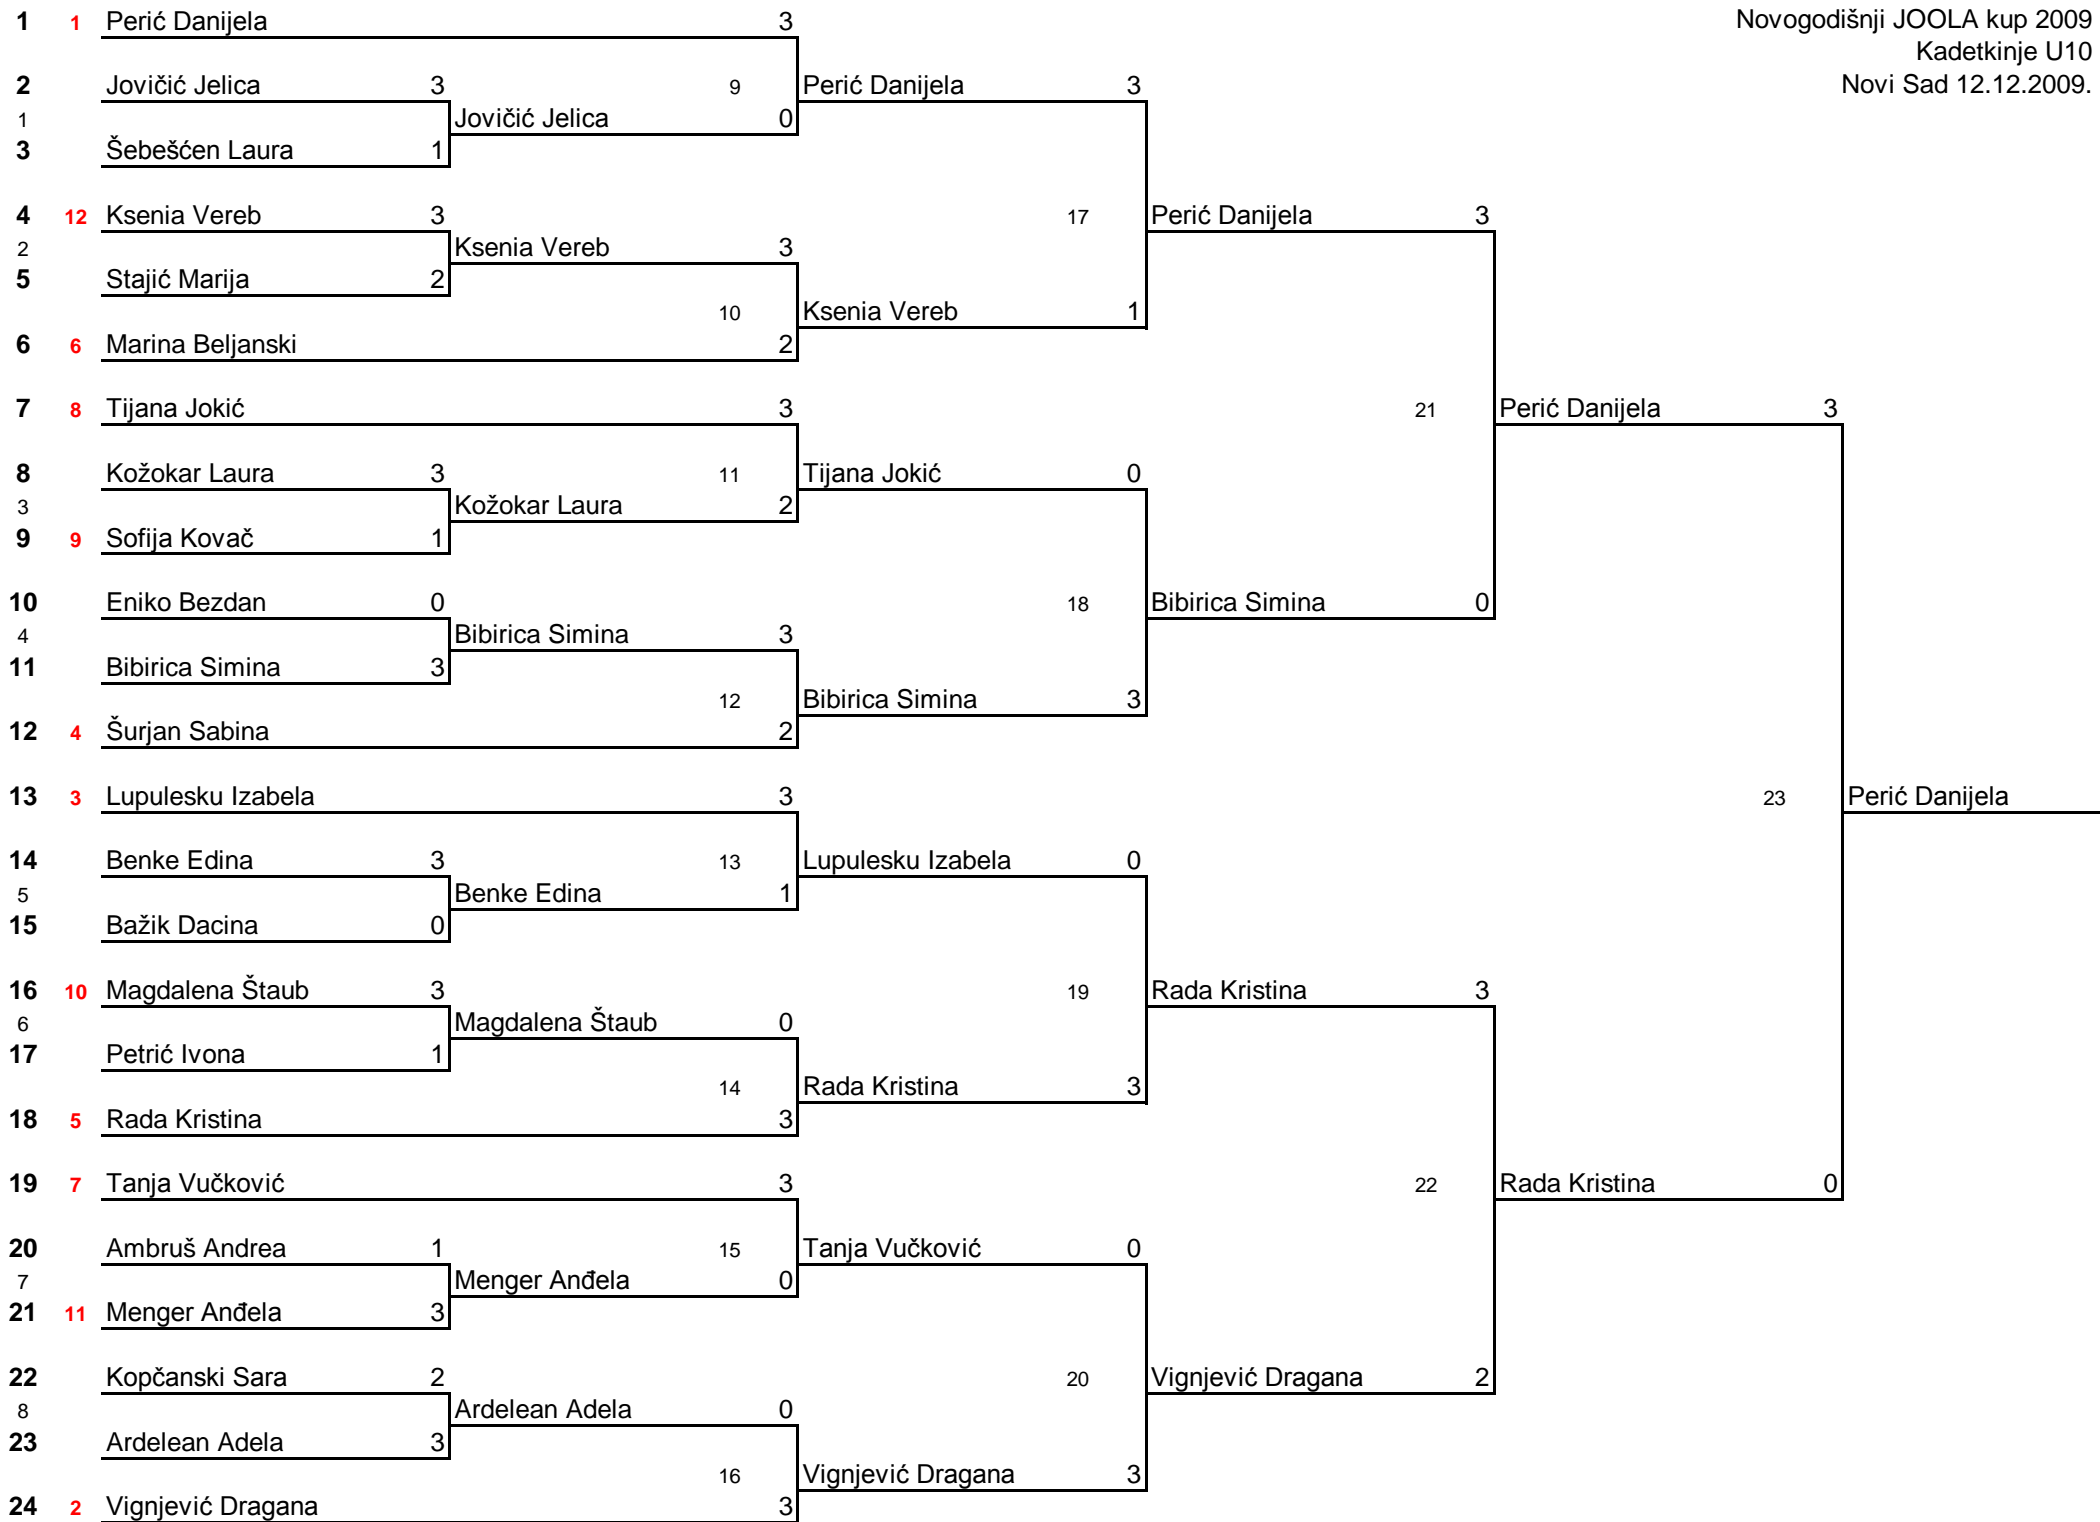 1 1 Perić Danijela 3 Novogodišnji JOOLA kup 2009
Kadetkinje U10
2 Jovičić Jelica 3 9 Perić Danijela 3 Novi Sad 12.12.2009.
1 Jovičić Jelica 0
3 Šebešćen Laura 1
4 12 Ksenia Vereb 3 17 Perić Danijela 3
2 Ksenia Vereb 3
5 Stajić Marija 2
10 Ksenia Vereb 1
6 6 Marina Beljanski 2
7 8 Tijana Jokić 3 21 Perić Danijela 3
8 Kožokar Laura 3 11 Tijana Jokić 0
3 Kožokar Laura 2
9 9 Sofija Kovač 1
10 Eniko Bezdan 0 18 Bibirica Simina 0
4 Bibirica Simina 3
11 Bibirica Simina 3
12 Bibirica Simina 3
12 4 Šurjan Sabina 2
13 3 Lupulesku Izabela 3 23 Perić Danijela
14 Benke Edina 3 13 Lupulesku Izabela 0
5 Benke Edina 1
15 Bažik Dacina 0
16 10 Magdalena Štaub 3 19 Rada Kristina 3
6 Magdalena Štaub 0
17 Petrić Ivona 1
14 Rada Kristina 3
18 5 Rada Kristina 3
19 7 Tanja Vučković 3 22 Rada Kristina 0
20 Ambruš Andrea 1 15 Tanja Vučković 0
7 Menger Anđela 0
21 11 Menger Anđela 3
22 Kopčanski Sara 2 20 Vignjević Dragana 2
8 Ardelean Adela 0
23 Ardelean Adela 3
16 Vignjević Dragana 3
24 2 Vignjević Dragana 3